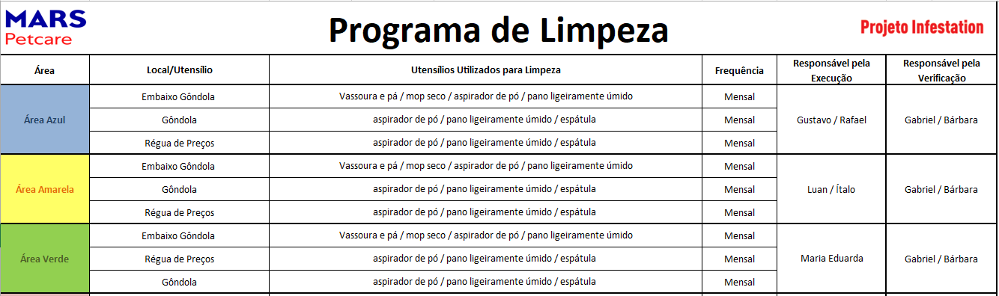 MARS
Petcare
Programa de Limpeza
Projeto Infestation
Área
Local/Utensílio
Utensílios Utilizados para Limpeza
Frequência
Responsável pela
Execução
Responsável pela
Verificação
Área Azul
Embaixo Gôndola
Vassoura e pá / mop seco / aspirador de pó / pano ligeiramente úmido
Mensal
Gôndola
aspirador de pó / pano ligeiramente úmido / espátula
Mensal
Régua de Preços
aspirador de pó / pano ligeiramente úmido / espátula
Mensal
Gustavo / Rafael
Gabriel / Bárbara
Área Amarela
Embaixo Gôndola
Vassoura e pá / mop seco / aspirador de pó / pano ligeiramente úmido
Mensal
Gôndola
aspirador de pó / pano ligeiramente úmido / espátula
Mensal
Régua de Preços
aspirador de pó / pano ligeiramente úmido / espátula
Mensal
Luan / Ítalo
Gabriel / Bárbara
Área Verde
Embaixo Gôndola
Vassoura e pá / mop seco / aspirador de pó / pano ligeiramente úmido
Mensal
Régua de Preços
aspirador de pó / pano ligeiramente úmido / espátula
Mensal
Gôndola
aspirador de pó / pano ligeiramente úmido / espátula
Mensal
Maria Eduarda
Gabriel / Bárbara